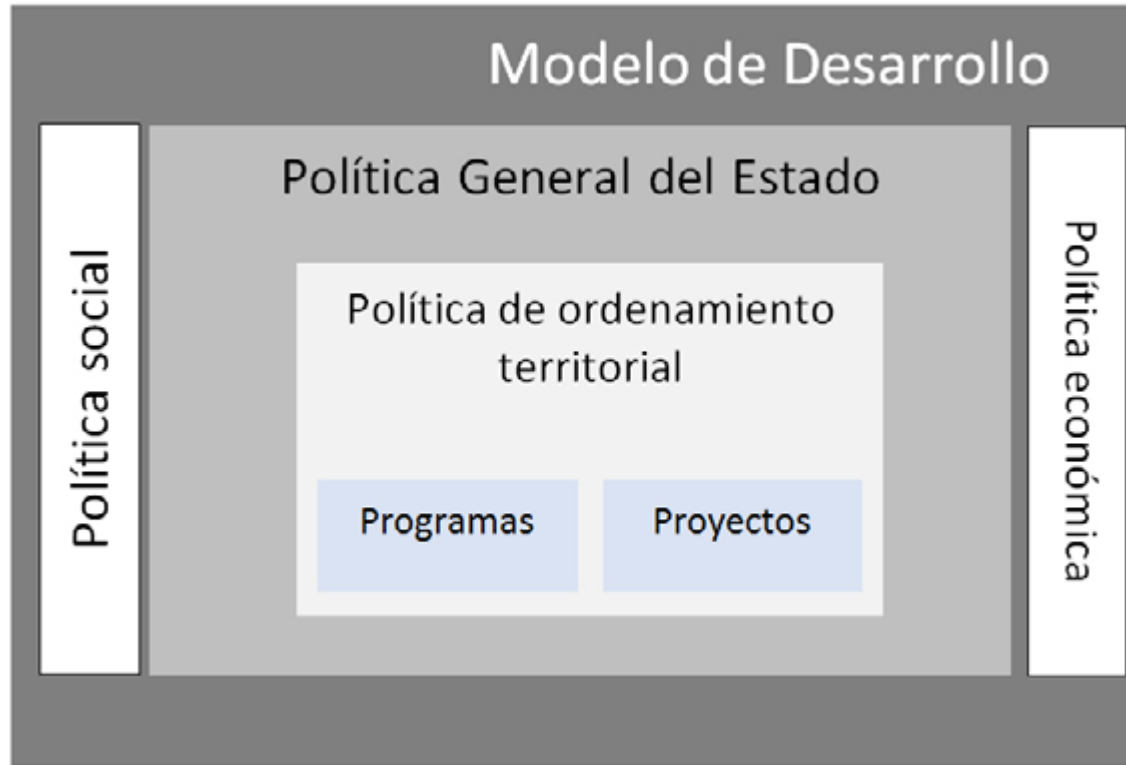 Modelo de Desarrollo
Política social
Política General del Estado
Política de ordenamiento
territorial
Programas
Proyectos
Política económica